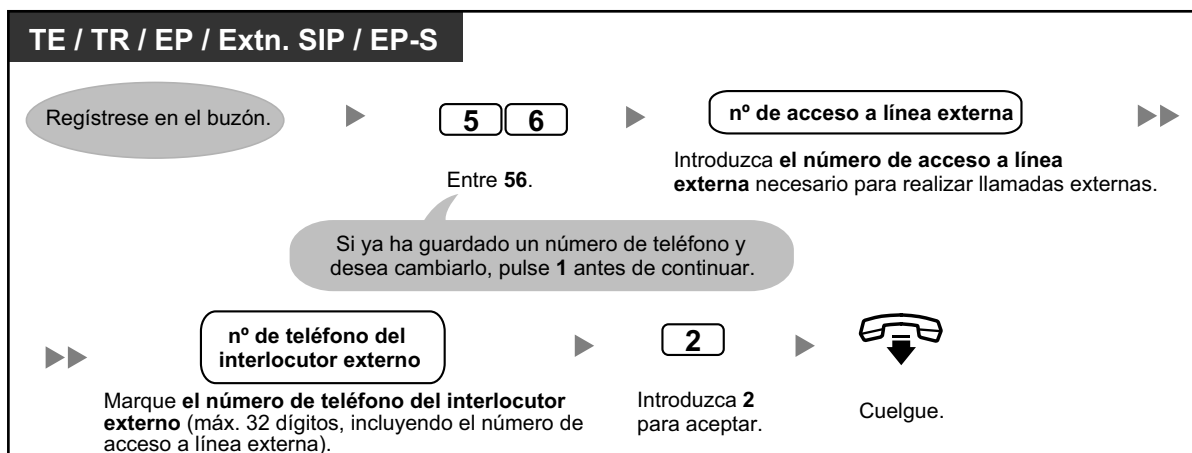 TE / TR / EP / Extn. SIP / EP-S
Regístrese en el buzón.
5 6
nº de acceso a línea externa
Entre 56.
Introduzca el número de acceso a línea
externa necesario para realizar llamadas externas.
Si ya ha guardado un número de teléfono y
desea cambiarlo, pulse 1 antes de continuar.
nº de teléfono del
interlocutor externo
2
Marque el número de teléfono del interlocutor
externo (máx. 32 dígitos, incluyendo el número de
acceso a línea externa).
Introduzca 2
para aceptar.
Cuelgue.